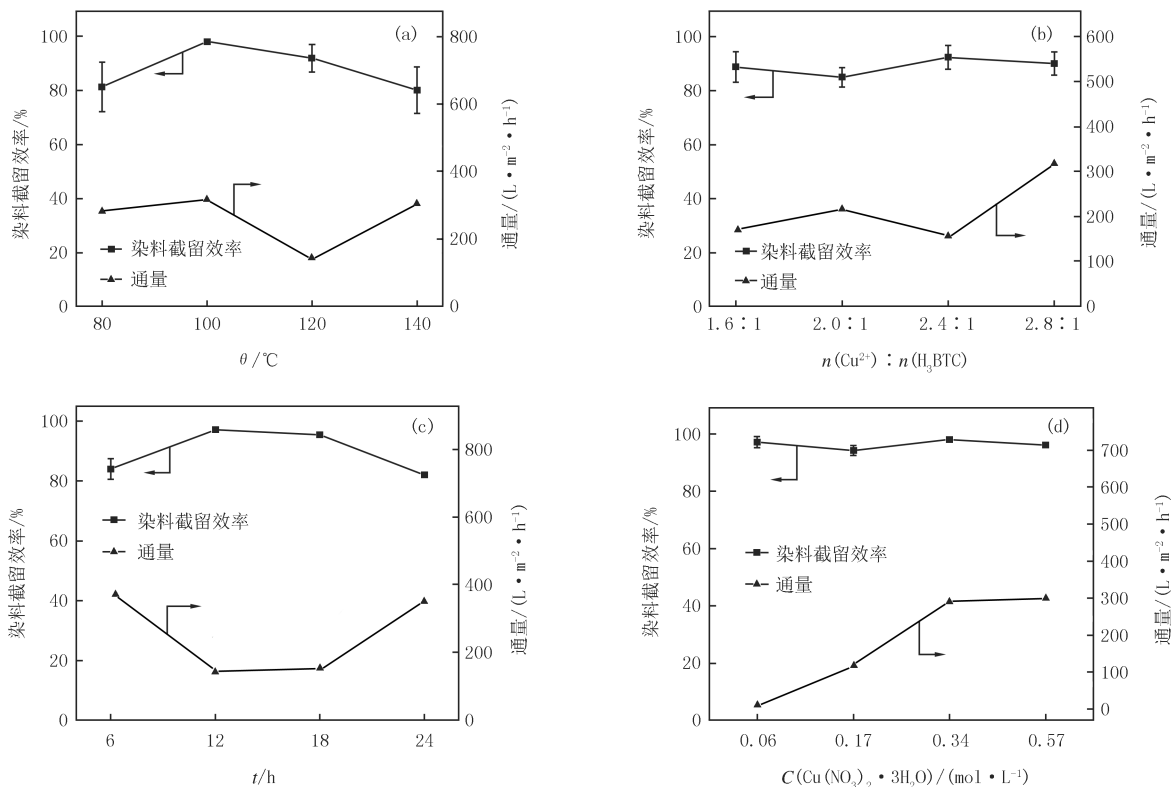 (a)
100
80
60
40
20
0
染料截留效率/%
800
600
400
200
0
通量/(L·m⁻²·h⁻¹)
染料截留效率
通量
80
100
120
140
θ/℃
(b)
100
80
60
40
20
0
染料截留效率/%
600
500
400
300
200
100
0
通量/(L·m⁻²·h⁻¹)
染料截留效率
通量
1.6∶1
2.0∶1
2.4∶1
2.8∶1
n(Cu²⁺)∶n(H₃BTC)
(c)
100
80
60
40
20
0
染料截留效率/%
800
600
400
200
0
通量/(L·m⁻²·h⁻¹)
染料截留效率
通量
6
12
18
24
t/h
(d)
100
80
60
40
20
0
染料截留效率/%
700
600
500
400
300
200
100
0
通量/(L·m⁻²·h⁻¹)
染料截留效率
通量
0.06
0.17
0.34
0.57
C(Cu(NO₃)₂·3H₂O)/(mol·L⁻¹)